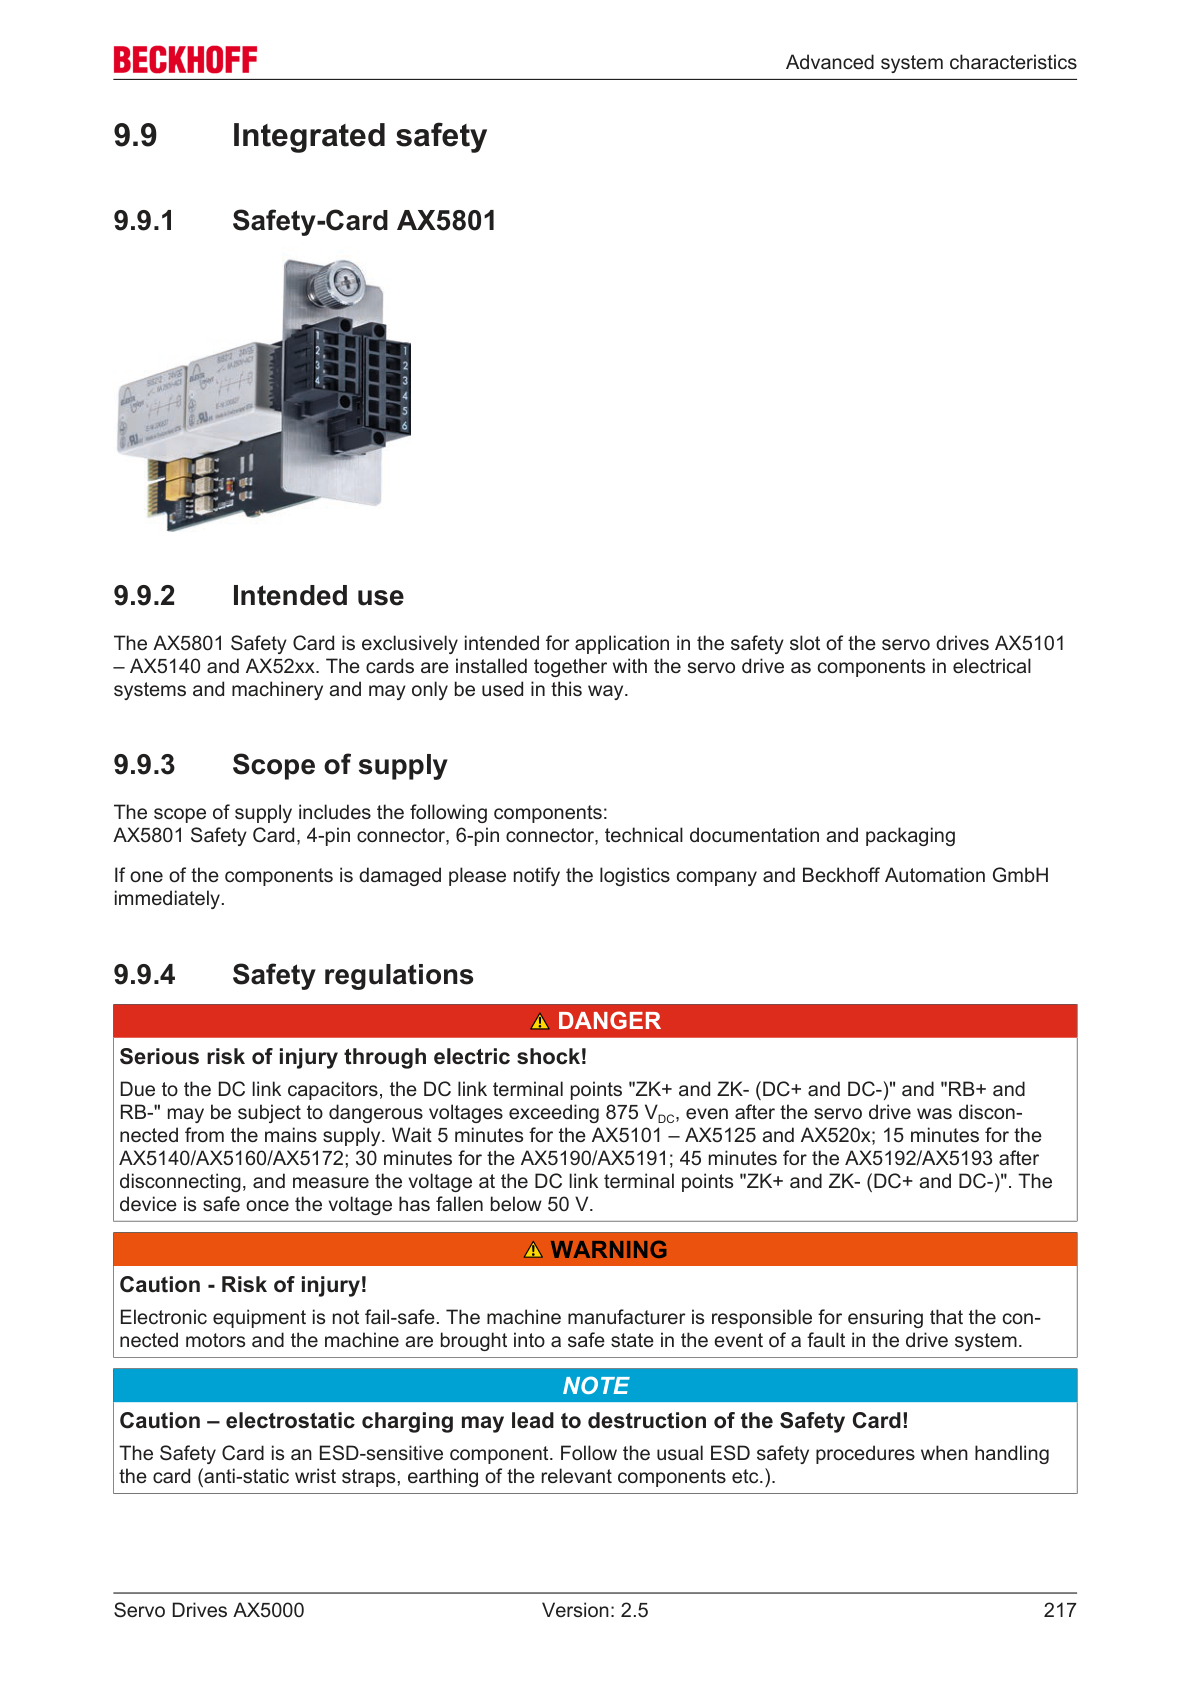 BECKHOFF
Advanced system characteristics
9.9 Integrated safety
9.9.1 Safety-Card AX5801
1
2
3
4
1
2
3
4
5
6
9.9.2 Intended use
The AX5801 Safety Card is exclusively intended for application in the safety slot of the servo drives AX5101
– AX5140 and AX52xx. The cards are installed together with the servo drive as components in electrical
systems and machinery and may only be used in this way.
9.9.3 Scope of supply
The scope of supply includes the following components:
AX5801 Safety Card, 4-pin connector, 6-pin connector, technical documentation and packaging
If one of the components is damaged please notify the logistics company and Beckhoff Automation GmbH
immediately.
9.9.4 Safety regulations
DANGER
Serious risk of injury through electric shock!
Due to the DC link capacitors, the DC link terminal points "ZK+ and ZK- (DC+ and DC-)" and "RB+ and
RB-" may be subject to dangerous voltages exceeding 875 VDC, even after the servo drive was discon-
nected from the mains supply. Wait 5 minutes for the AX5101 – AX5125 and AX520x; 15 minutes for the
AX5140/AX5160/AX5172; 30 minutes for the AX5190/AX5191; 45 minutes for the AX5192/AX5193 after
disconnecting, and measure the voltage at the DC link terminal points "ZK+ and ZK- (DC+ and DC-)". The
device is safe once the voltage has fallen below 50 V.
WARNING
Caution - Risk of injury!
Electronic equipment is not fail-safe. The machine manufacturer is responsible for ensuring that the con-
nected motors and the machine are brought into a safe state in the event of a fault in the drive system.
NOTE
Caution – electrostatic charging may lead to destruction of the Safety Card!
The Safety Card is an ESD-sensitive component. Follow the usual ESD safety procedures when handling
the card (anti-static wrist straps, earthing of the relevant components etc.).
Servo Drives AX5000
Version: 2.5
217